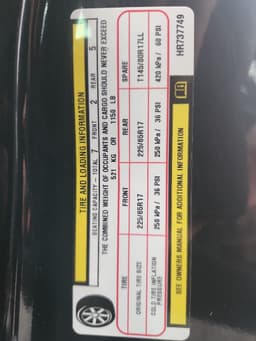 TIRE AND LOADING INFORMATION
SEATING CAPACITY - TOTAL 7 FRONT 2 REAR 5
THE COMBINED WEIGHT OF OCCUPANTS AND CARGO SHOULD NEVER EXCEED
521 KG OR 1150 LB
TIRE FRONT REAR SPARE
ORIGINAL TIRE SIZE 225/65R17 225/65R17 T145/80R17LL
COLD TIRE INFLATION PRESSURE 250 kPa / 36 PSI 250 kPa / 36 PSI 420 kPa / 60 PSI
SEE OWNERS MANUAL FOR ADDITIONAL INFORMATION
HR737749